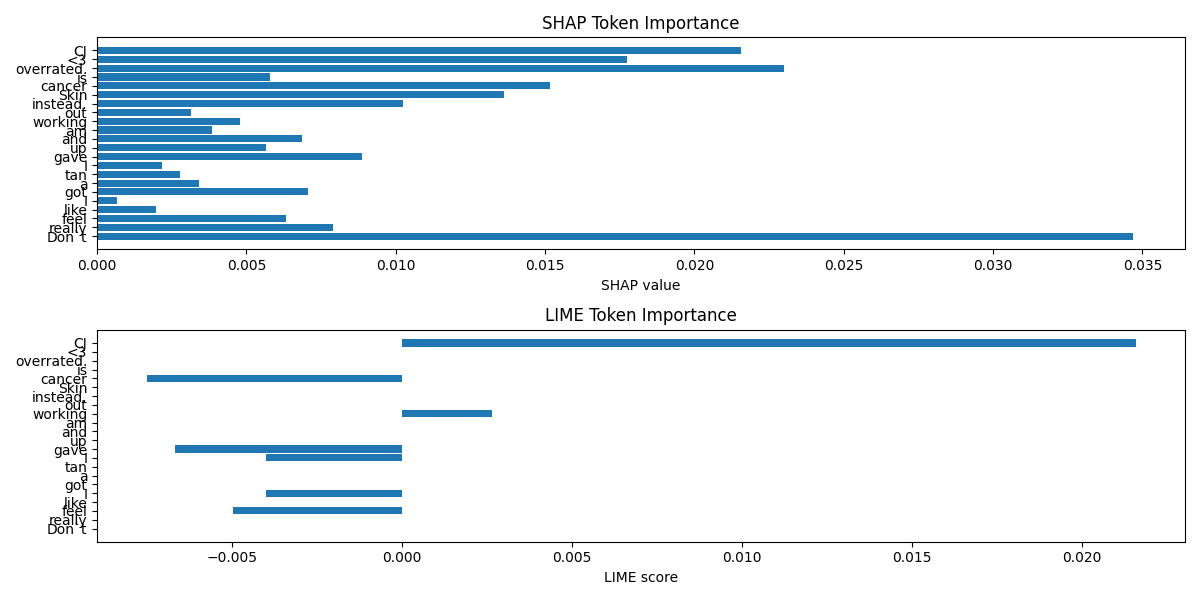 SHAP Token Importance
CJ
<3
overrated.
is
cancer
Skin
instead.
out
working
am
and
up
gave
I
tan
a
got
I
like
feel
really
Don`t
0.000 0.005 0.010 0.015 0.020 0.025 0.030 0.035
SHAP value
LIME Token Importance
CJ
<3
overrated.
is
cancer
Skin
instead.
out
working
am
and
up
gave
I
tan
a
got
I
like
feel
really
Don`t
−0.005 0.000 0.005 0.010 0.015 0.020
LIME score